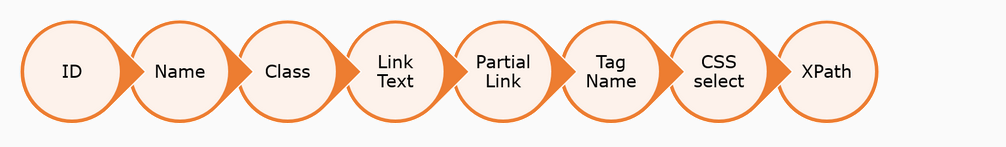 ID
Name
Class
Link
Text
Partial
Link
Tag
Name
CSS
select
XPath